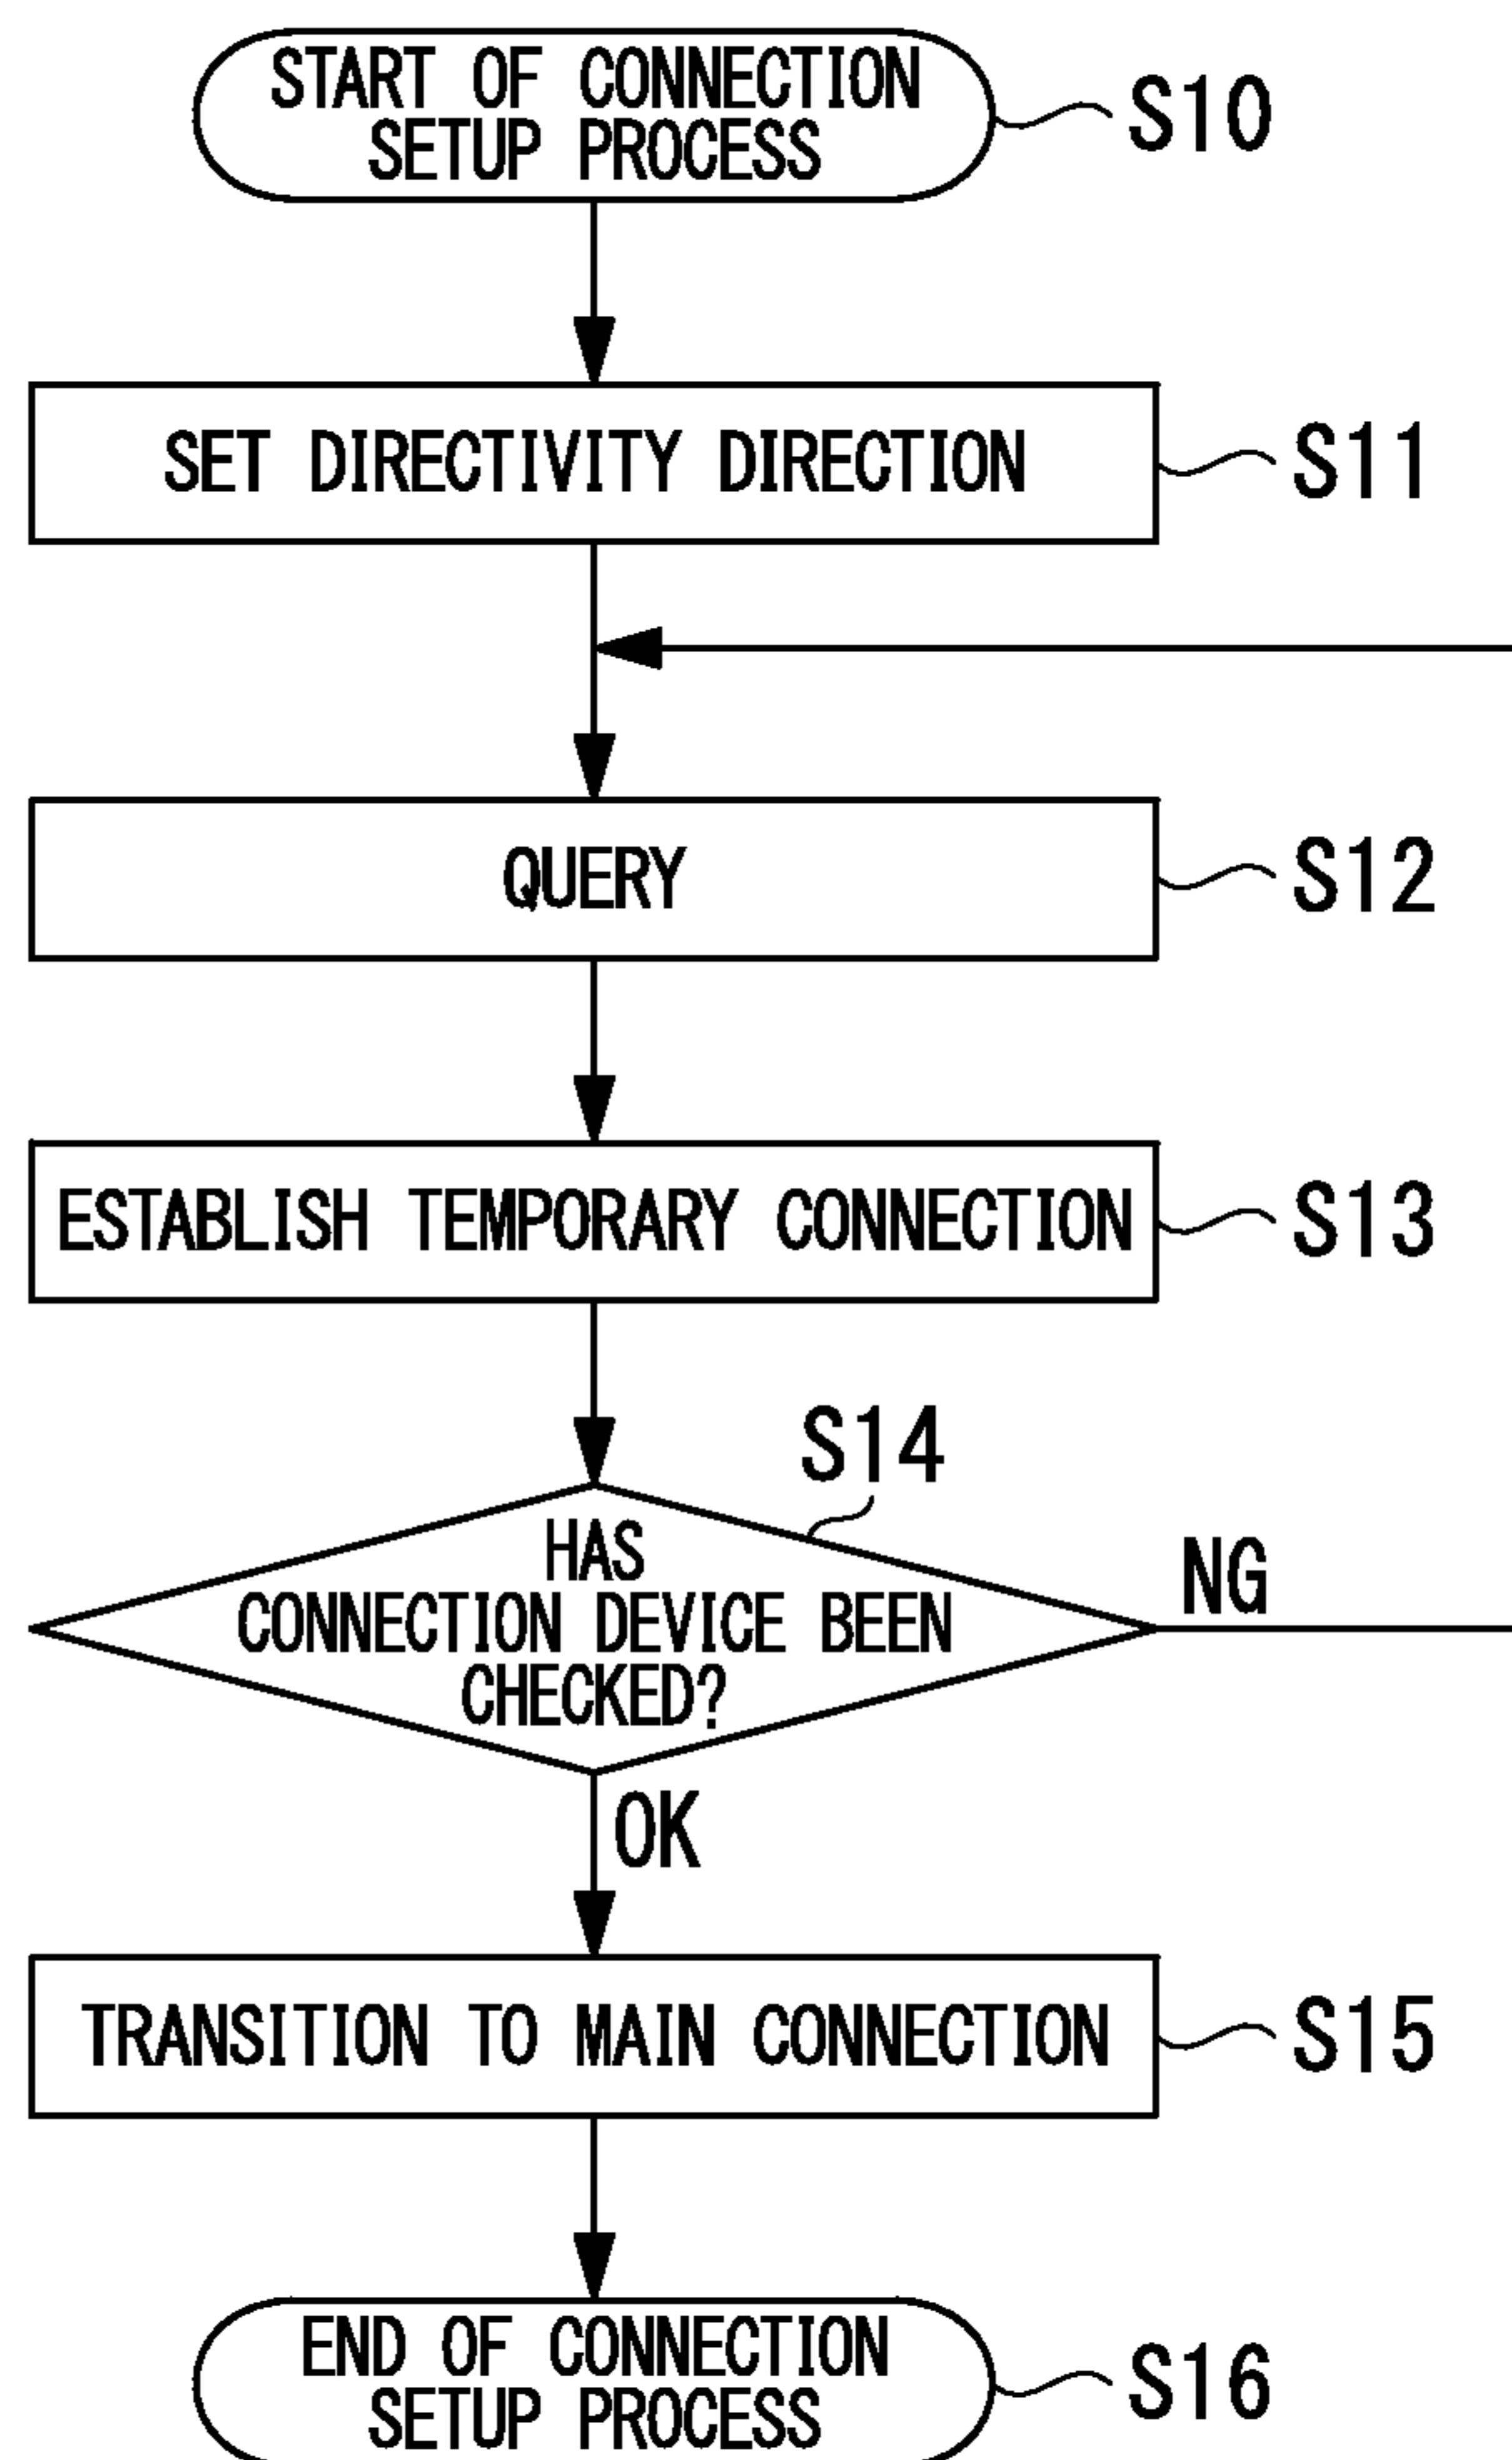 START OF CONNECTION
SETUP PROCESS
S10
SET DIRECTIVITY DIRECTION
S11
QUERY
S12
ESTABLISH TEMPORARY CONNECTION
S13
S14
HAS
CONNECTION DEVICE BEEN
CHECKED?
NG
OK
TRANSITION TO MAIN CONNECTION
S15
END OF CONNECTION
SETUP PROCESS
S16